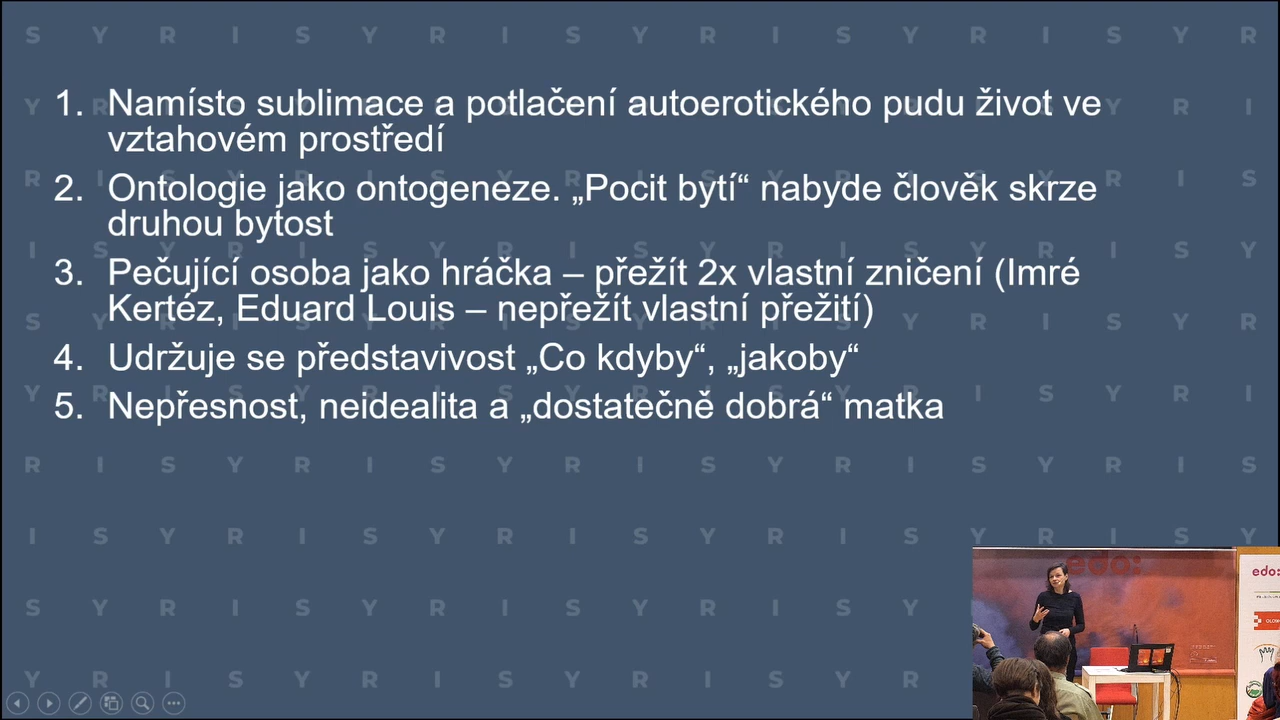 1. Namísto sublimace a potlačení autoerotického pudu život ve
vztahovém prostředí
2. Ontologie jako ontogeneze. „Pocit bytí“ nabyde člověk skrze
druhou bytost
3. Pečující osoba jako hráčka – přežít 2x vlastní zničení (Imré
Kertéz, Eduard Louis – nepřežít vlastní přežití)
4. Udržuje se představivost „Co kdyby“, „jakoby“
5. Nepřesnost, neidealita a „dostatečně dobrá“ matka
edo:
edo: